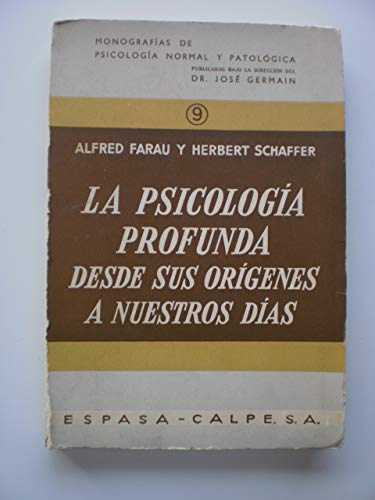 MONOGRAFÍAS DE
PSICOLOGÍA NORMAL Y PATOLÓGICA
PUBLICADAS BAJO LA DIRECCIÓN DEL
DR. JOSÉ GERMAIN
9
ALFRED FARAU Y HERBERT SCHAFFER
LA PSICOLOGÍA
PROFUNDA
DESDE SUS ORÍGENES
A NUESTROS DÍAS
ESPASA-CALPE, S.A.